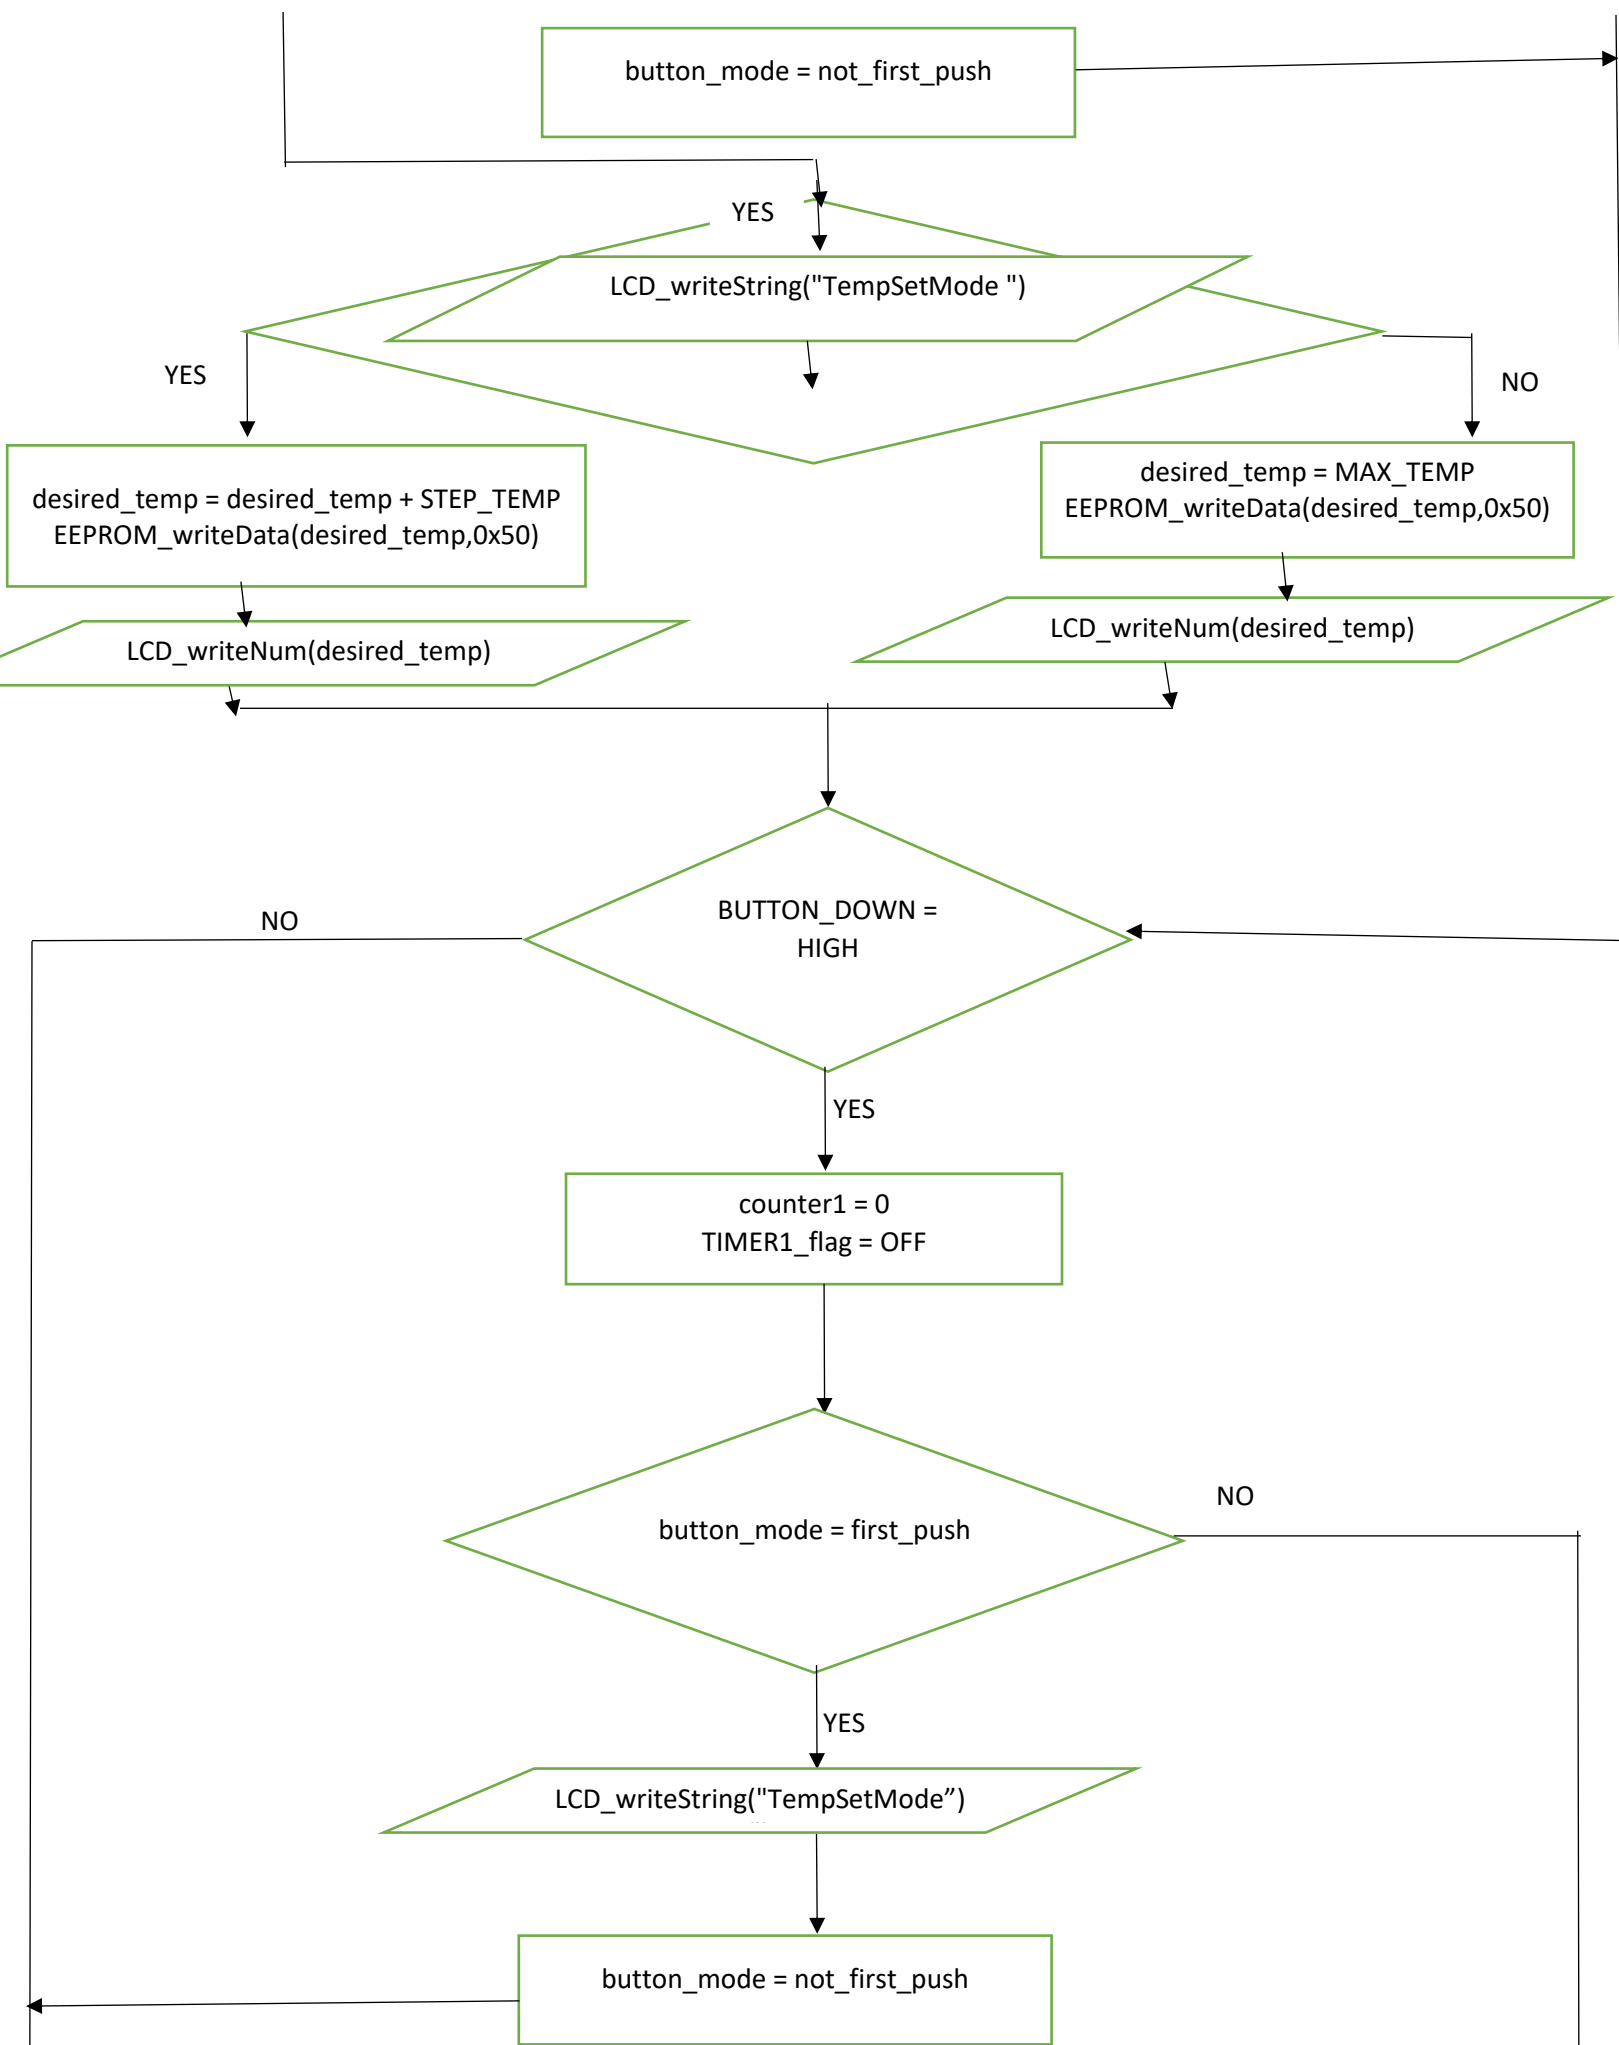 button_mode = not_first_push
YES
LCD_writeString("TempSetMode ")
YES
NO
desired_temp = desired_temp + STEP_TEMP
EEPROM_writeData(desired_temp,0x50)
desired_temp = MAX_TEMP
EEPROM_writeData(desired_temp,0x50)
LCD_writeNum(desired_temp)
LCD_writeNum(desired_temp)
NO
BUTTON_DOWN =
HIGH
YES
counter1 = 0
TIMER1_flag = OFF
NO
button_mode = first_push
YES
LCD_writeString("TempSetMode”)
button_mode = not_first_push